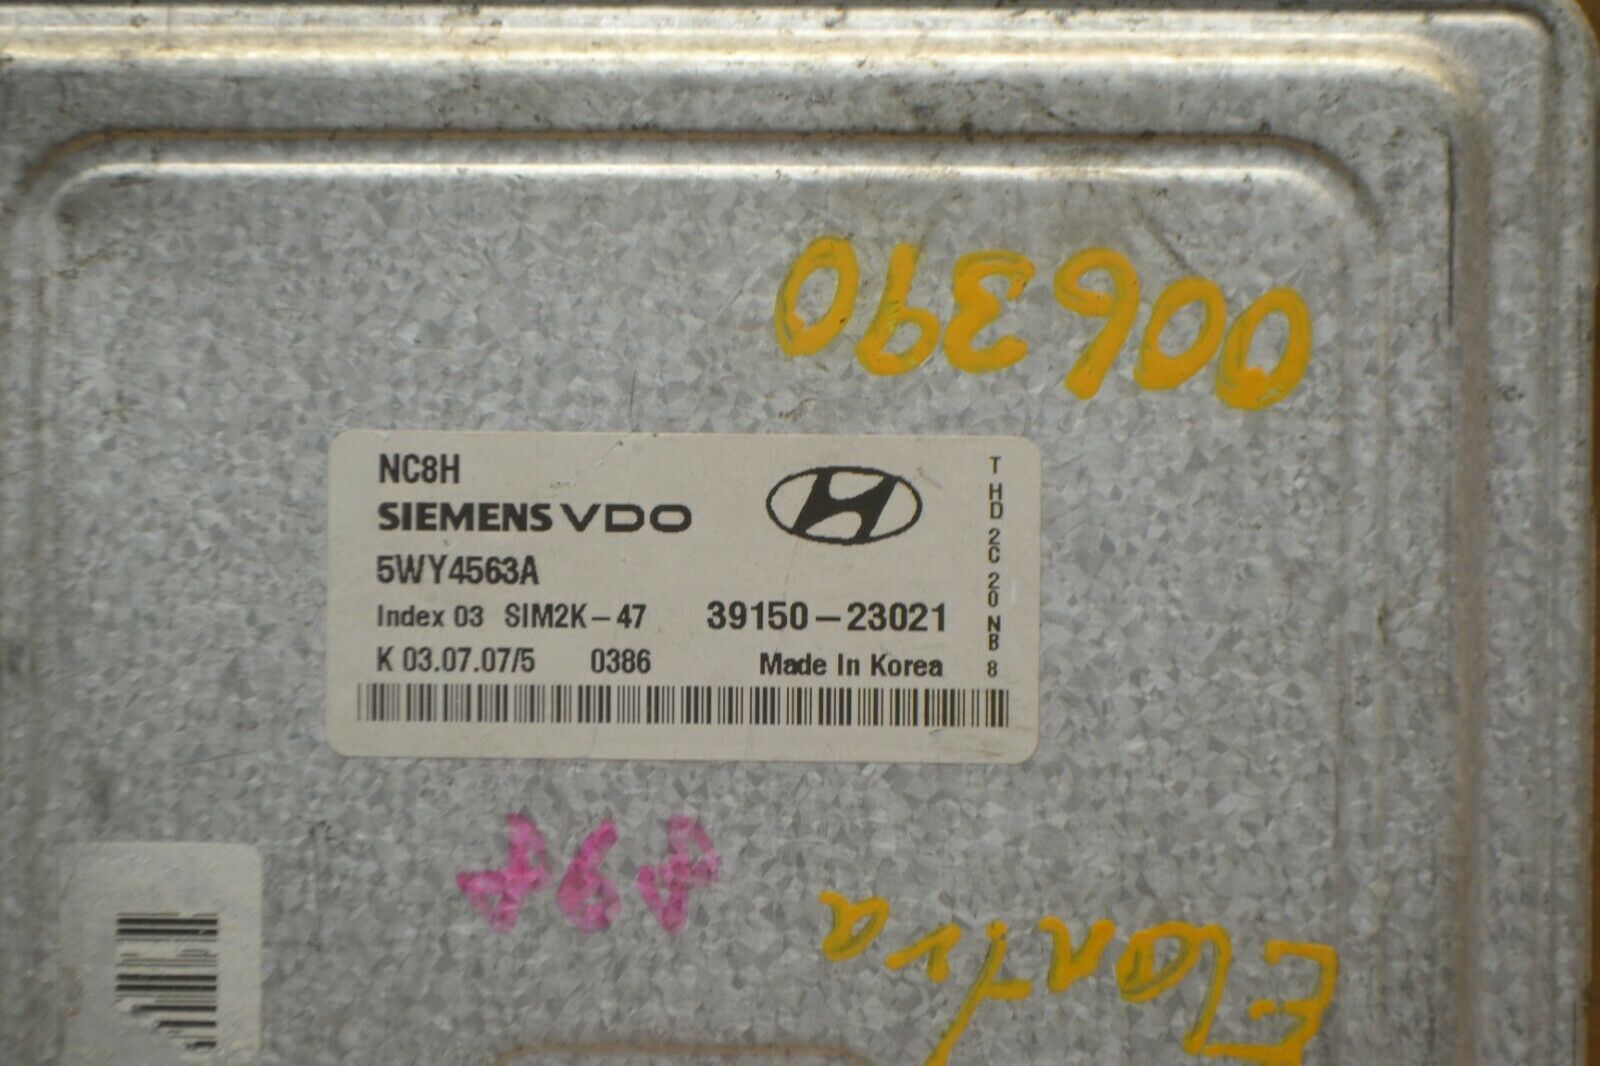 006390
NC8H
SIEMENS VDO
5WY4563A
Index 03 SIM2K-47 39150-23021
K 03.07.07/5 0386 Made In Korea
T HD 2C 20 NB 8
Elantra